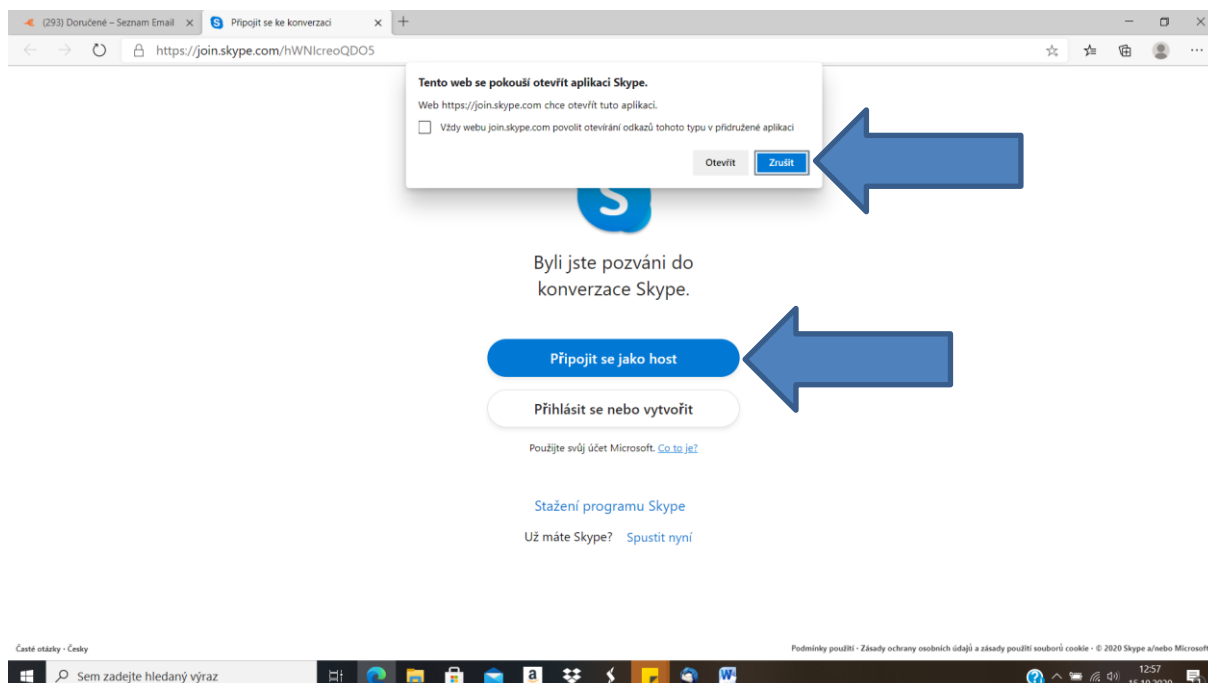 (293) Doručené – Seznam Email
Připojit se ke konverzaci
https://join.skype.com/hWNIcreoQDO5
Tento web se pokouší otevřít aplikaci Skype.
Web https://join.skype.com chce otevřít tuto aplikaci.
Vždy webu join.skype.com povolit otevírání odkazů tohoto typu v přidružené aplikaci
Otevřít Zrušit
Byli jste pozváni do
konverzace Skype.
Připojit se jako host
Přihlásit se nebo vytvořit
Použijte svůj účet Microsoft. Co to je?
Stažení programu Skype
Už máte Skype? Spustit nyní
Časté otázky · Česky
Podmínky použití · Zásady ochrany osobních údajů a zásady použití souborů cookie · © 2020 Skype a/nebo Microsoft
Sem zadejte hledaný výraz
12:57
15.10.2020